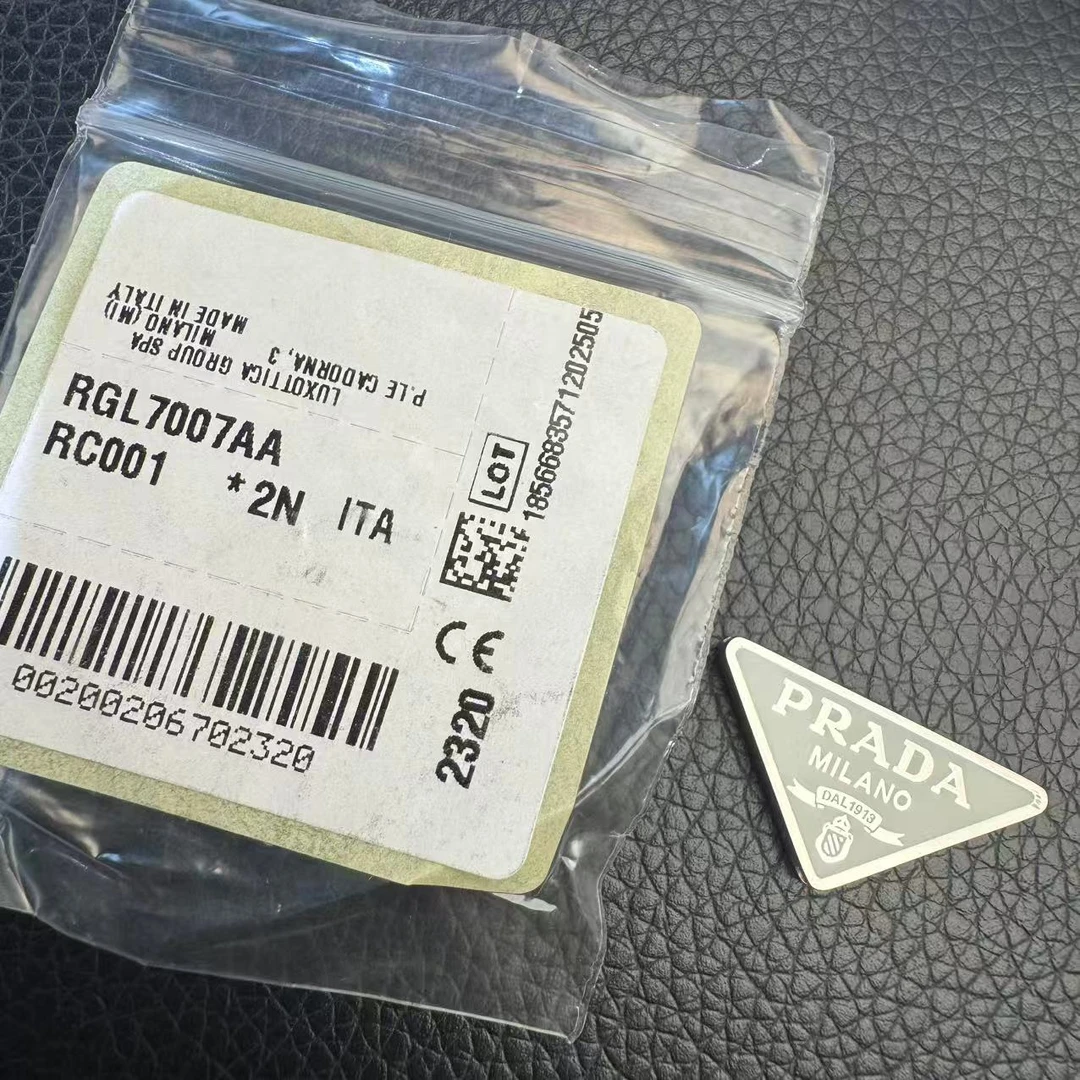 LUXOTTICA GROUP SPA
P.LE CADORNA, 3
MILANO (MI)
MADE IN ITALY
RGL7007AA
RC001 *2N ITA
LOT
1856683571202505
CE
2320
00200206702320
PRADA
MILANO
DAL 1913